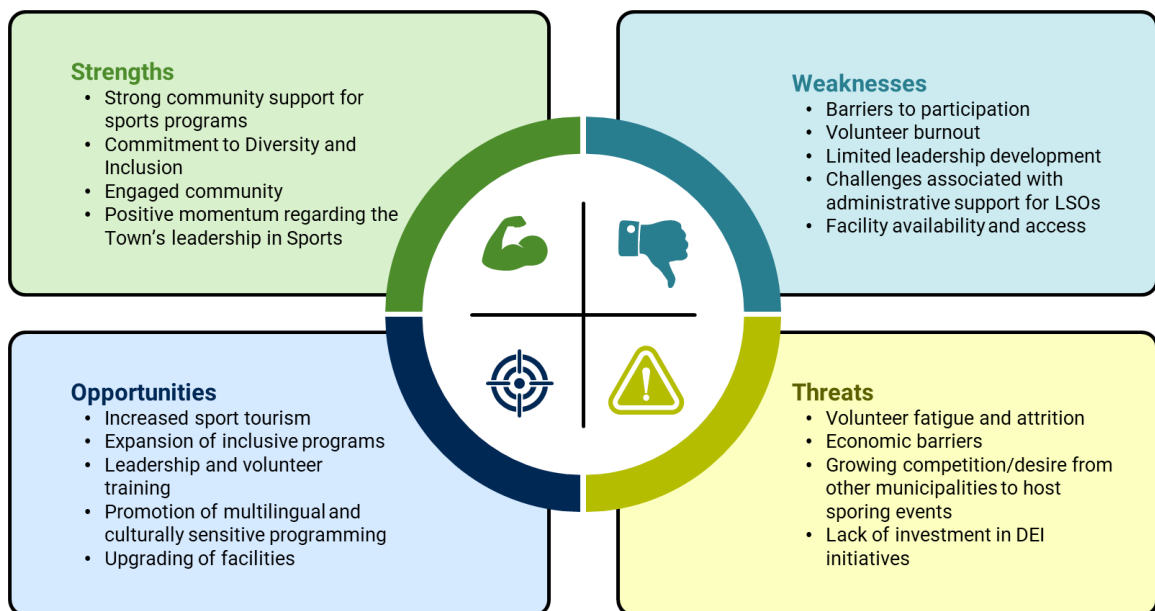 Strengths
• Strong community support for
sports programs
• Commitment to Diversity and
Inclusion
• Engaged community
• Positive momentum regarding the
Town’s leadership in Sports
Weaknesses
• Barriers to participation
• Volunteer burnout
• Limited leadership development
• Challenges associated with
administrative support for LSOs
• Facility availability and access
Opportunities
• Increased sport tourism
• Expansion of inclusive programs
• Leadership and volunteer
training
• Promotion of multilingual and
culturally sensitive programming
• Upgrading of facilities
Threats
• Volunteer fatigue and attrition
• Economic barriers
• Growing competition/desire from
other municipalities to host
sporing events
• Lack of investment in DEI
initiatives